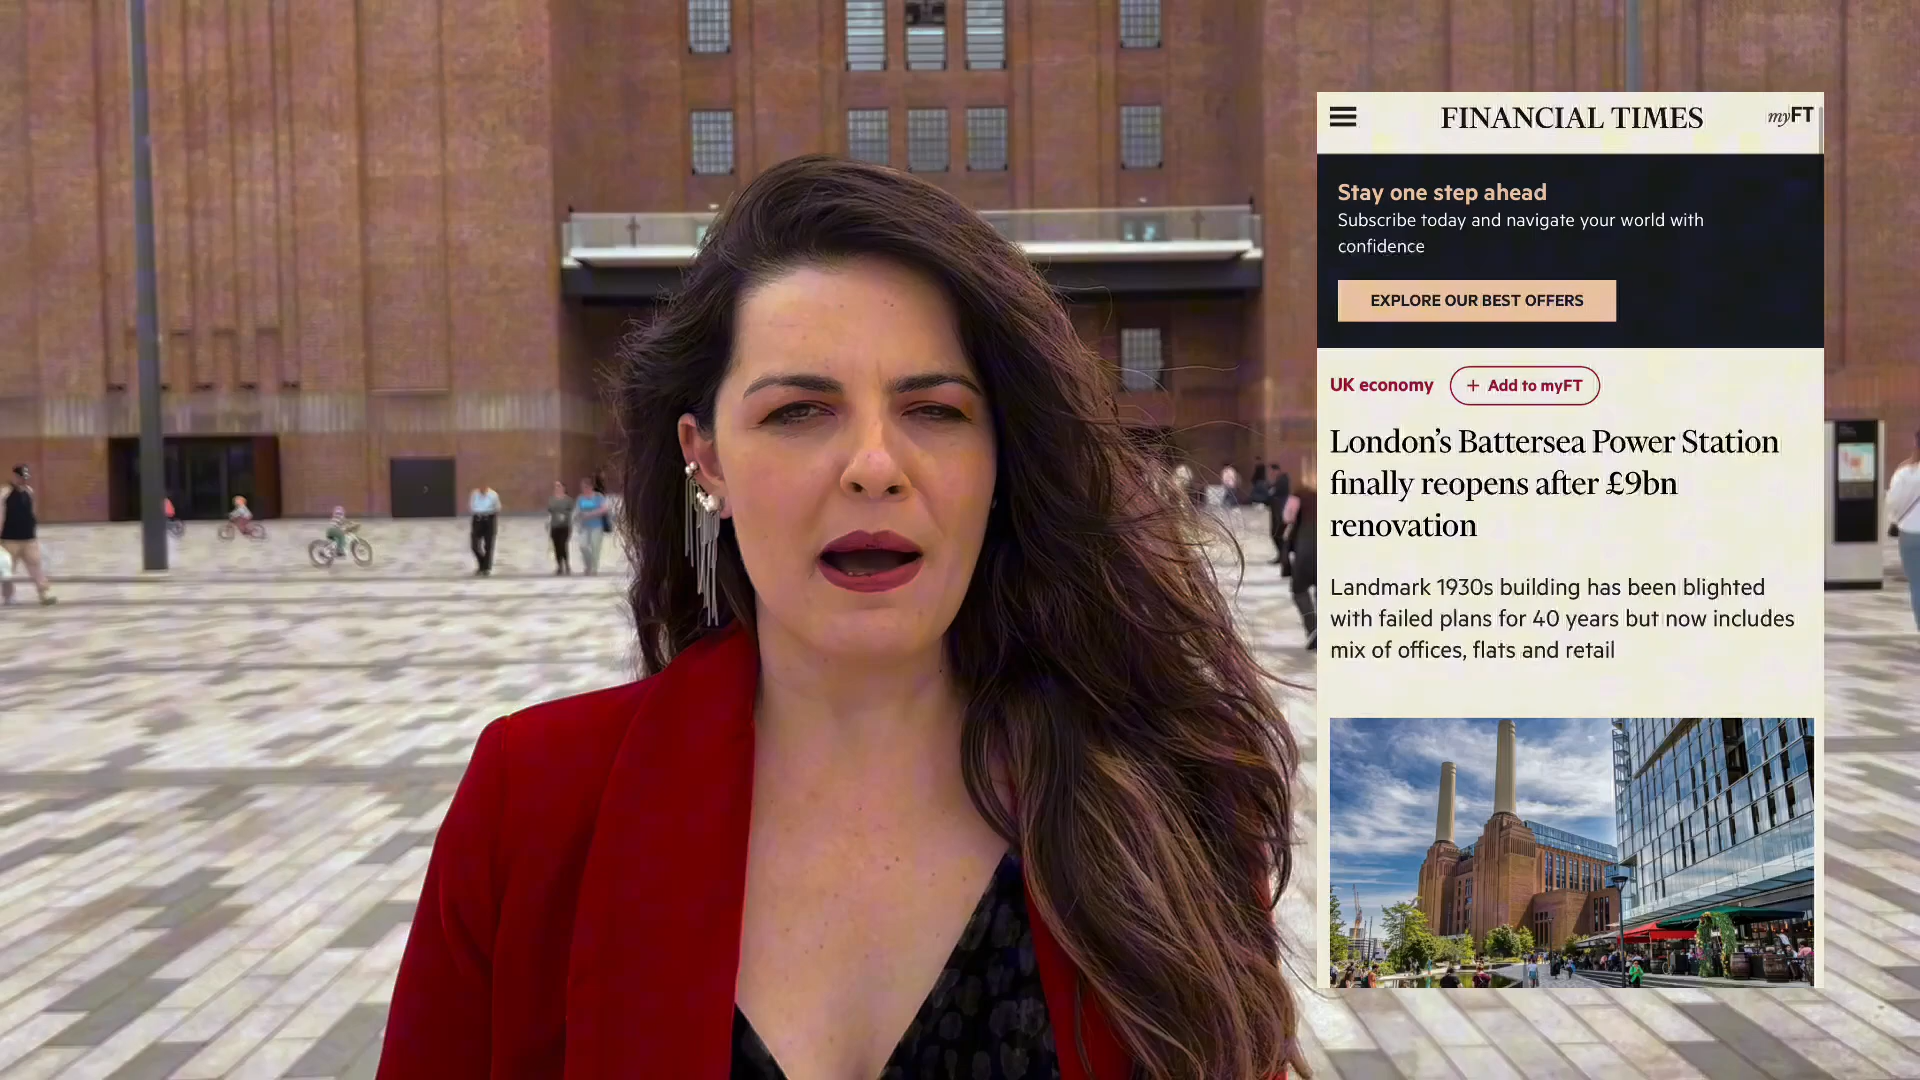 FINANCIAL TIMES
myFT
Stay one step ahead
Subscribe today and navigate your world with
confidence
EXPLORE OUR BEST OFFERS
UK economy
+ Add to myFT
London’s Battersea Power Station
finally reopens after £9bn
renovation
Landmark 1930s building has been blighted
with failed plans for 40 years but now includes
mix of offices, flats and retail